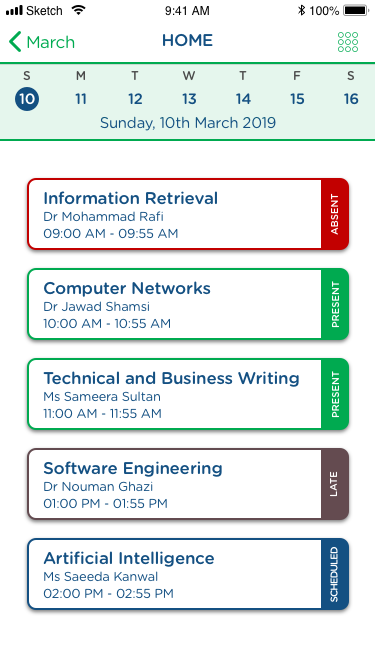 Sketch 9:41 AM 100%
March HOME
S M T W T F S
10 11 12 13 14 15 16
Sunday, 10th March 2019
Information Retrieval
Dr Mohammad Rafi
09:00 AM - 09:55 AM
ABSENT
Computer Networks
Dr Jawad Shamsi
10:00 AM - 10:55 AM
PRESENT
Technical and Business Writing
Ms Sameera Sultan
11:00 AM - 11:55 AM
PRESENT
Software Engineering
Dr Nouman Ghazi
01:00 PM - 01:55 PM
LATE
Artificial Intelligence
Ms Saeeda Kanwal
02:00 PM - 02:55 PM
SCHEDULED